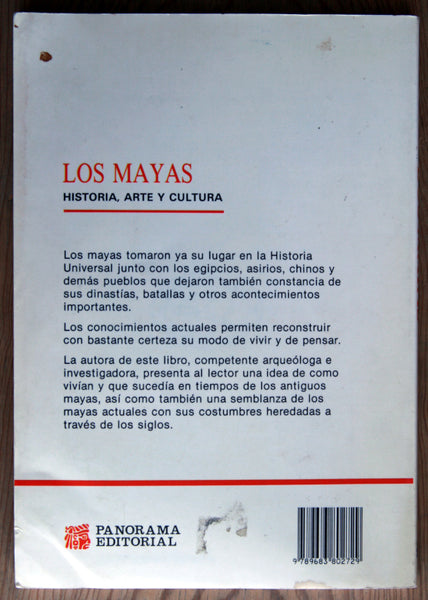 LOS MAYAS
HISTORIA, ARTE Y CULTURA
Los mayas tomaron ya su lugar en la Historia
Universal junto con los egipcios, asirios, chinos y
demás pueblos que dejaron también constancia de
sus dinastías, batallas y otros acontecimientos
importantes.
Los conocimientos actuales permiten reconstruir
con bastante certeza su modo de vivir y de pensar.
La autora de este libro, competente arqueóloga e
investigadora, presenta al lector una idea de como
vivían y que sucedía en tiempos de los antiguos
mayas, así como también una semblanza de los
mayas actuales con sus costumbres heredadas a
través de los siglos.
PANORAMA
EDITORIAL
9 789683 802729